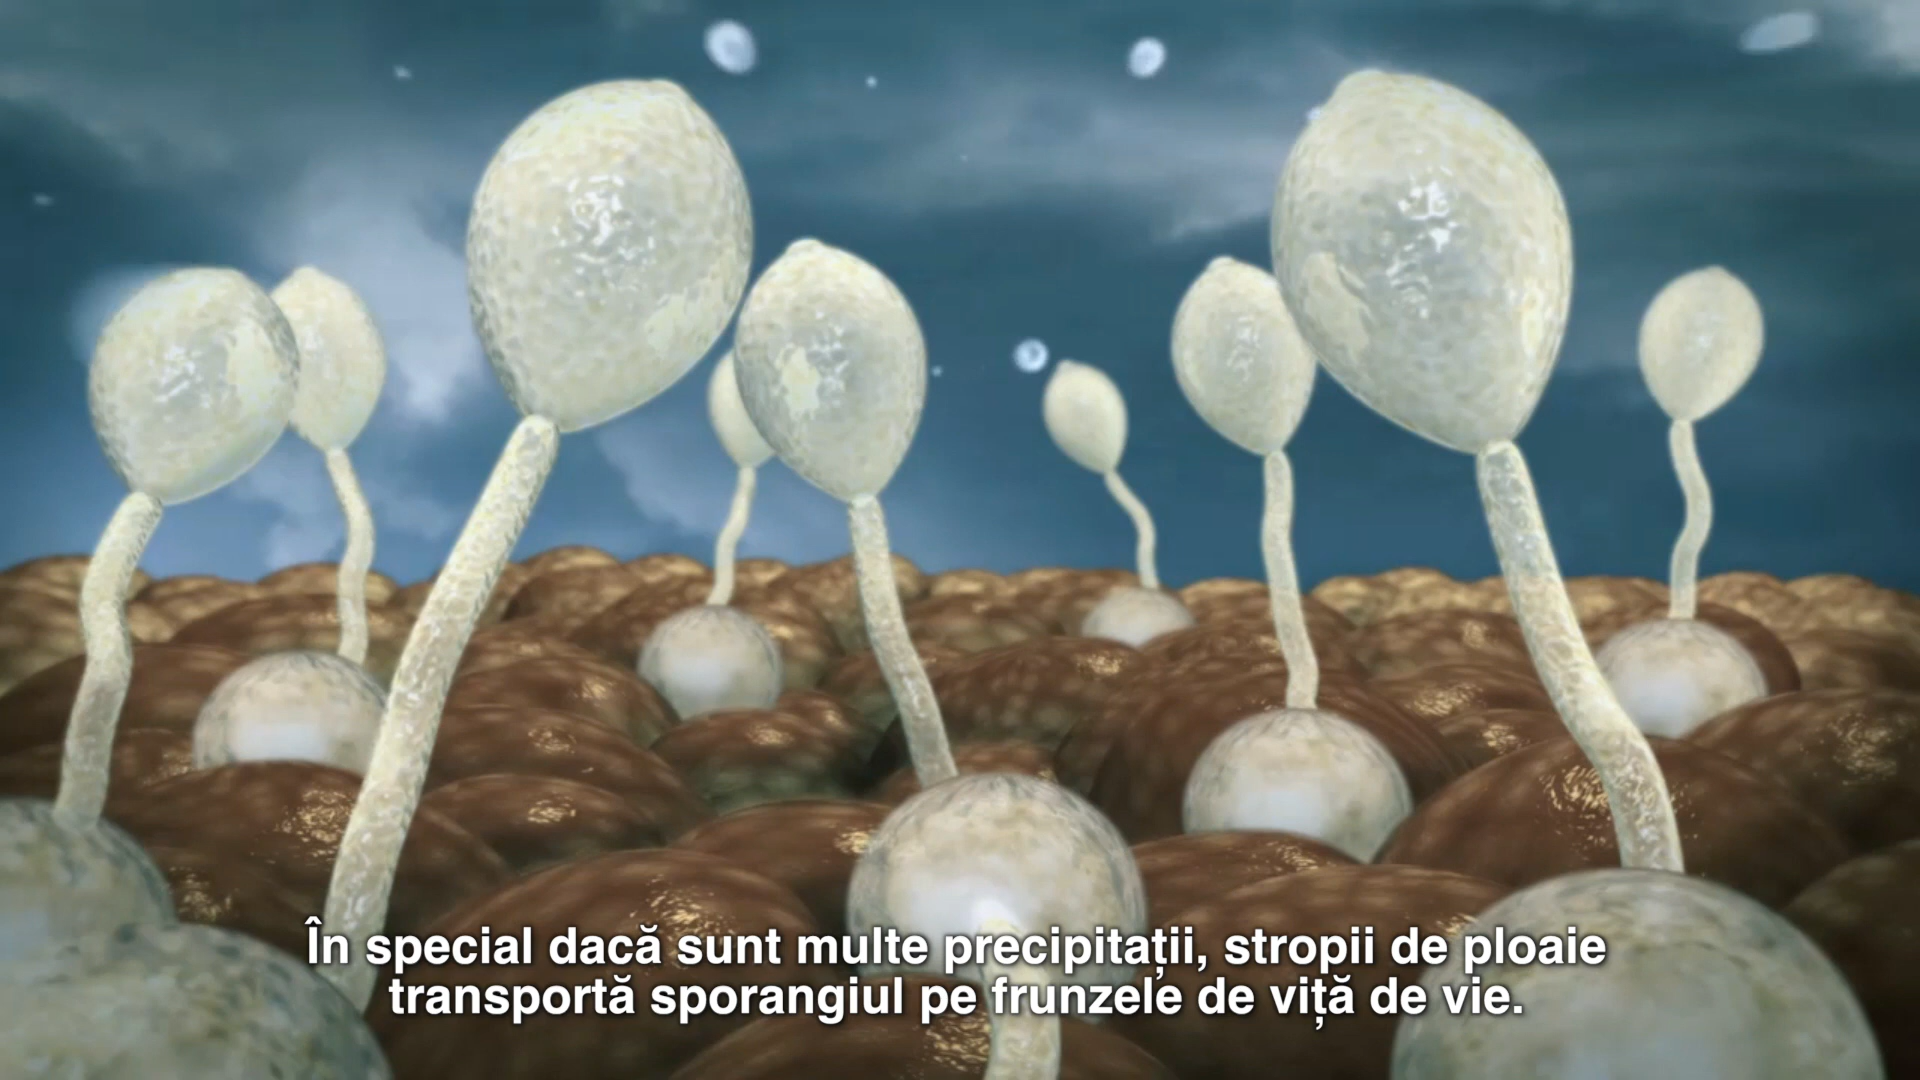 În special dacă sunt multe precipitații, stropii de ploaie
transportă sporangiul pe frunzele de viță de vie.